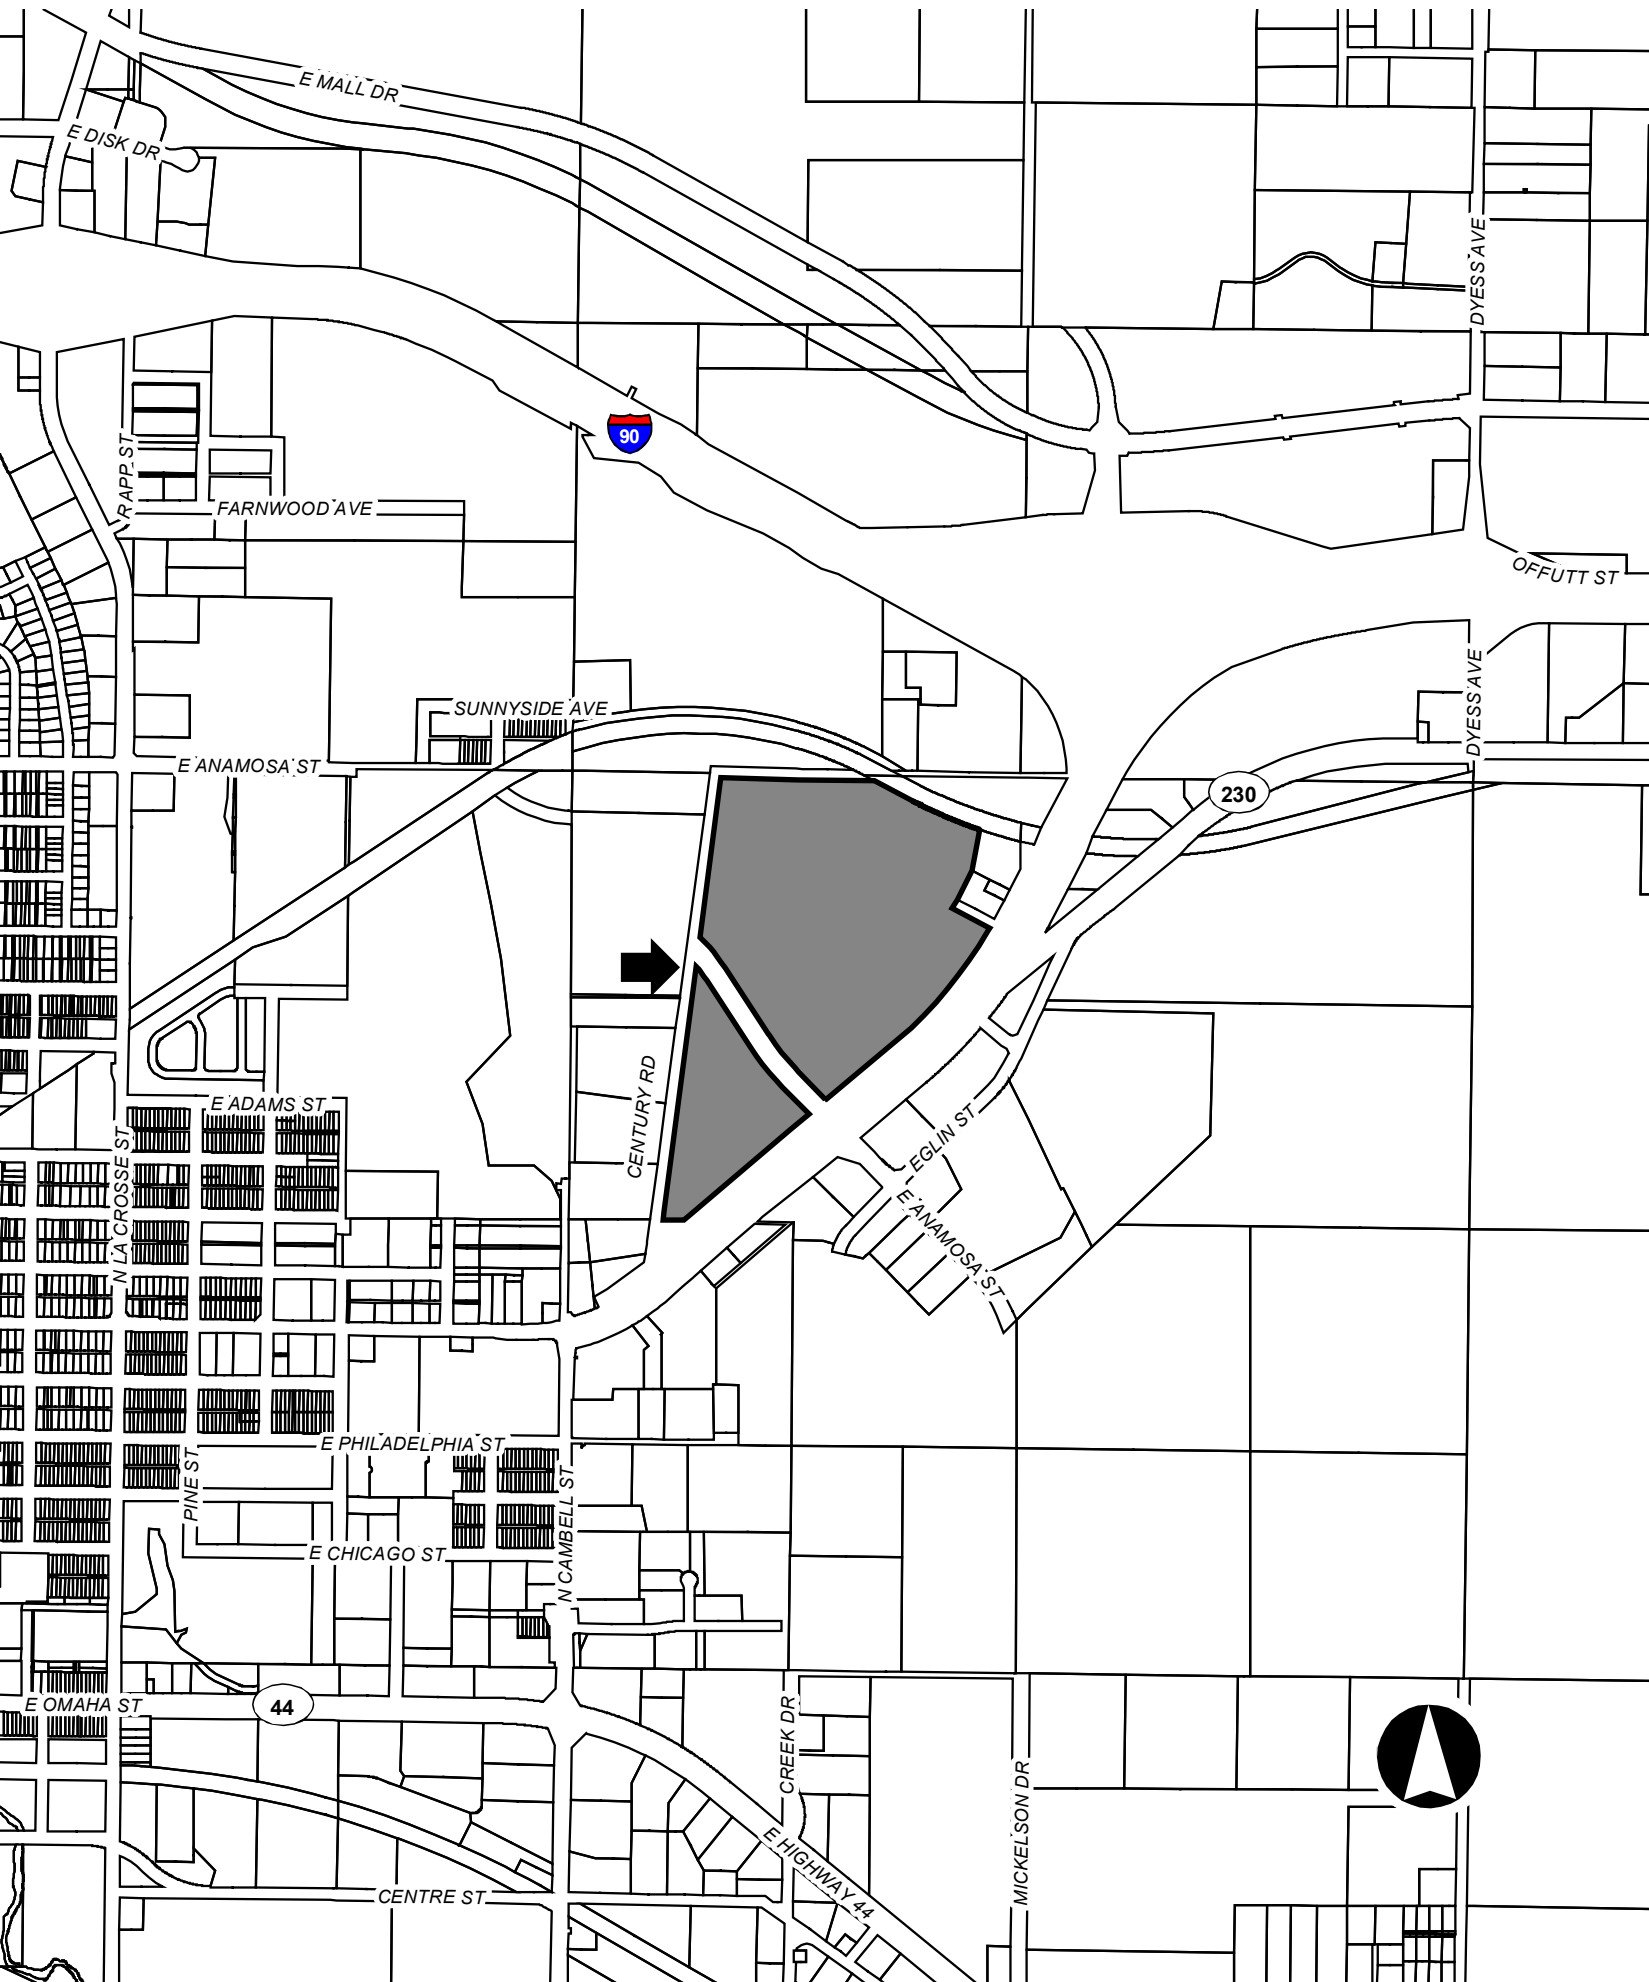 E MALL DR
E DISK DR
DYESS AVE
90
RAPP ST
FARNWOOD AVE
OFFUTT ST
SUNNYSIDE AVE
DYESS AVE
E ANAMOSA ST
230
CENTURY RD
E ADAMS ST
EGLIN ST
N LA CROSSE ST
E ANAMOSA ST
E PHILADELPHIA ST
PINE ST
N CAMBELL ST
E CHICAGO ST
E OMAHA ST
44
CREEK DR
MICKELSON DR
E HIGHWAY 44
CENTRE ST